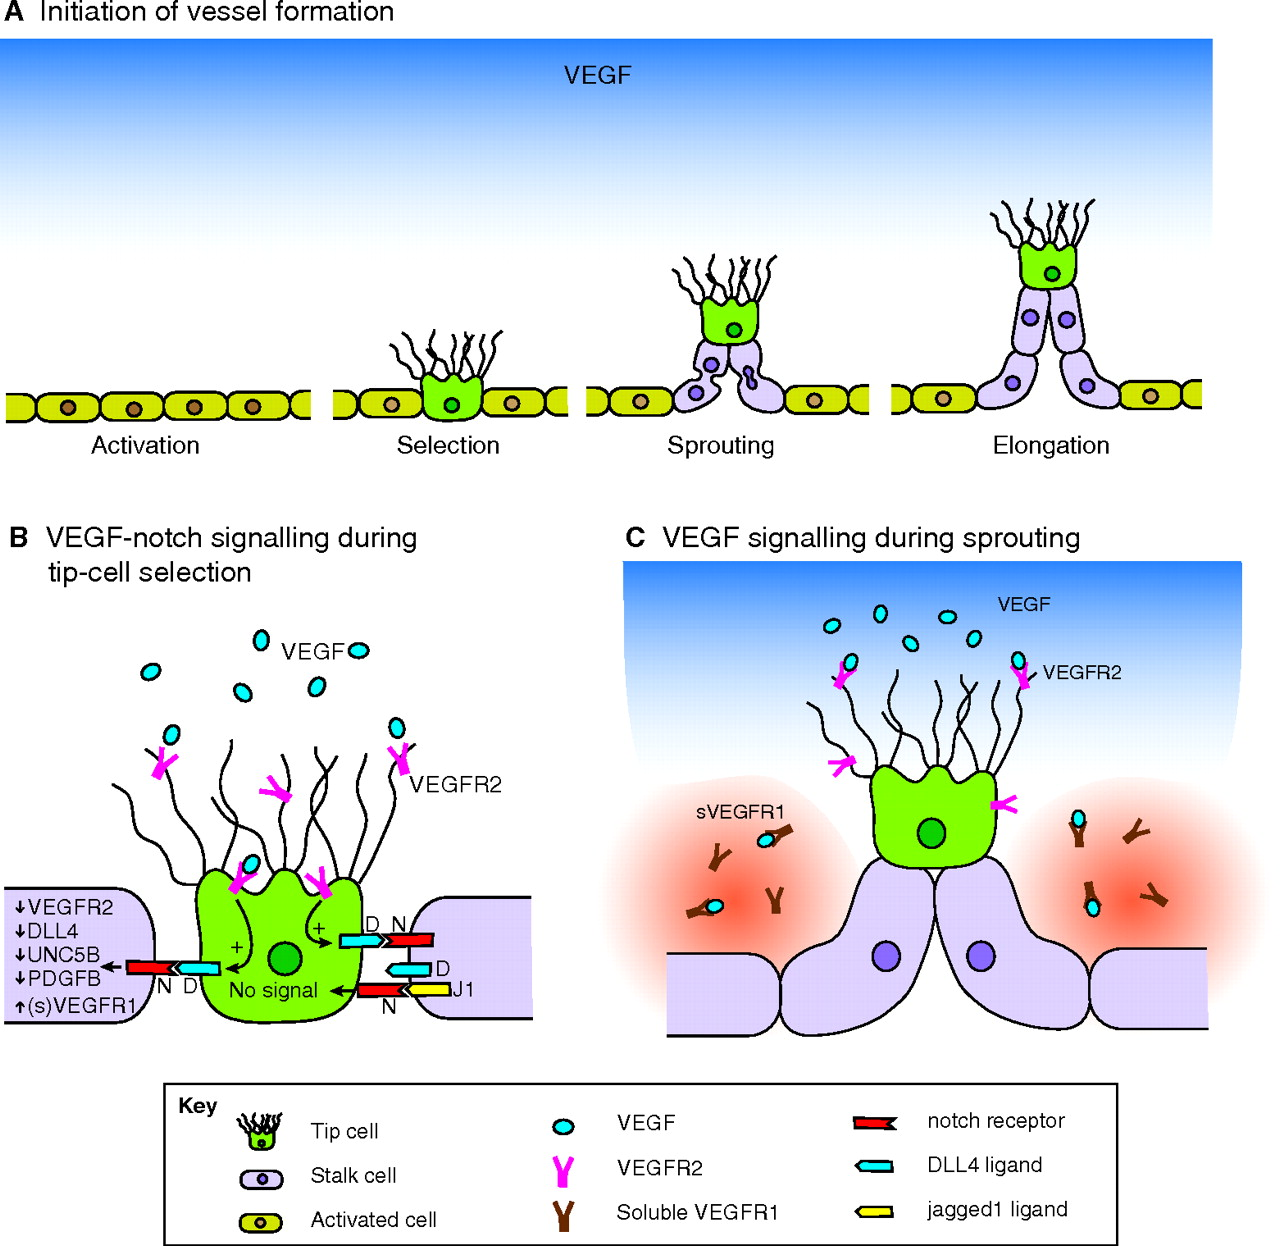 A Initiation of vessel formation
VEGF
Activation
Selection
Sprouting
Elongation
B VEGF-notch signalling during
tip-cell selection
VEGF
VEGFR2
↓VEGFR2
↓DLL4
↓UNC5B
↓PDGFB
↑(s)VEGFR1
N D
+
+
D N
D
No signal
J1
N
C VEGF signalling during sprouting
VEGF
VEGFR2
sVEGFR1
Key
Tip cell
Stalk cell
Activated cell
VEGF
VEGFR2
Soluble VEGFR1
notch receptor
DLL4 ligand
jagged1 ligand